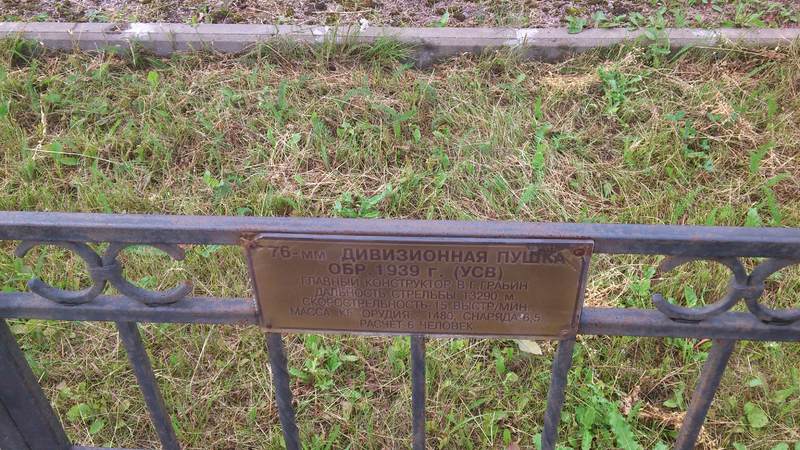 76-мм ДИВИЗИОННАЯ ПУШКА
ОБР 1939 г. (УСВ)
ГЛАВНЫЙ КОНСТРУКТОР В.Г.ГРАБИН
ДАЛЬНОСТЬ СТРЕЛЬБЫ 13290 м
СКОРОСТРЕЛЬНОСТЬ 15 ВЫСТР/МИН.
МАССА КГ ОРУДИЯ 1480, СНАРЯДА 6,5
РАСЧЕТ 6 ЧЕЛОВЕК